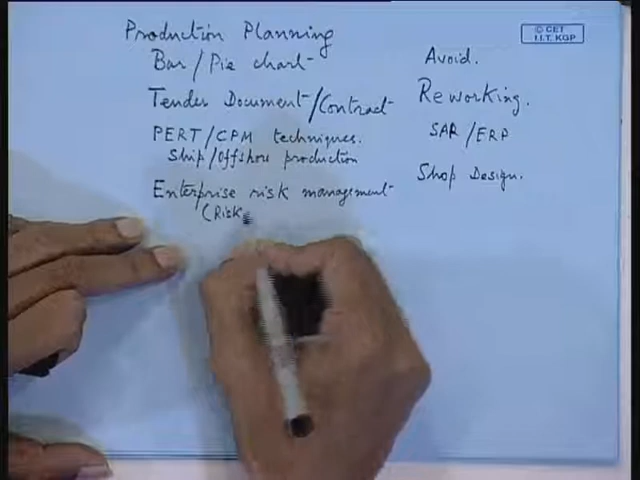 Production Planning
Bar/Pie chart
Tender Document/Contract
PERT/CPM techniques.
Ship/Offshore production
Enterprise risk management
(Risk
Avoid.
Reworking.
SAR/ERP
Shop Design.
© CET
I.I.T. KGP